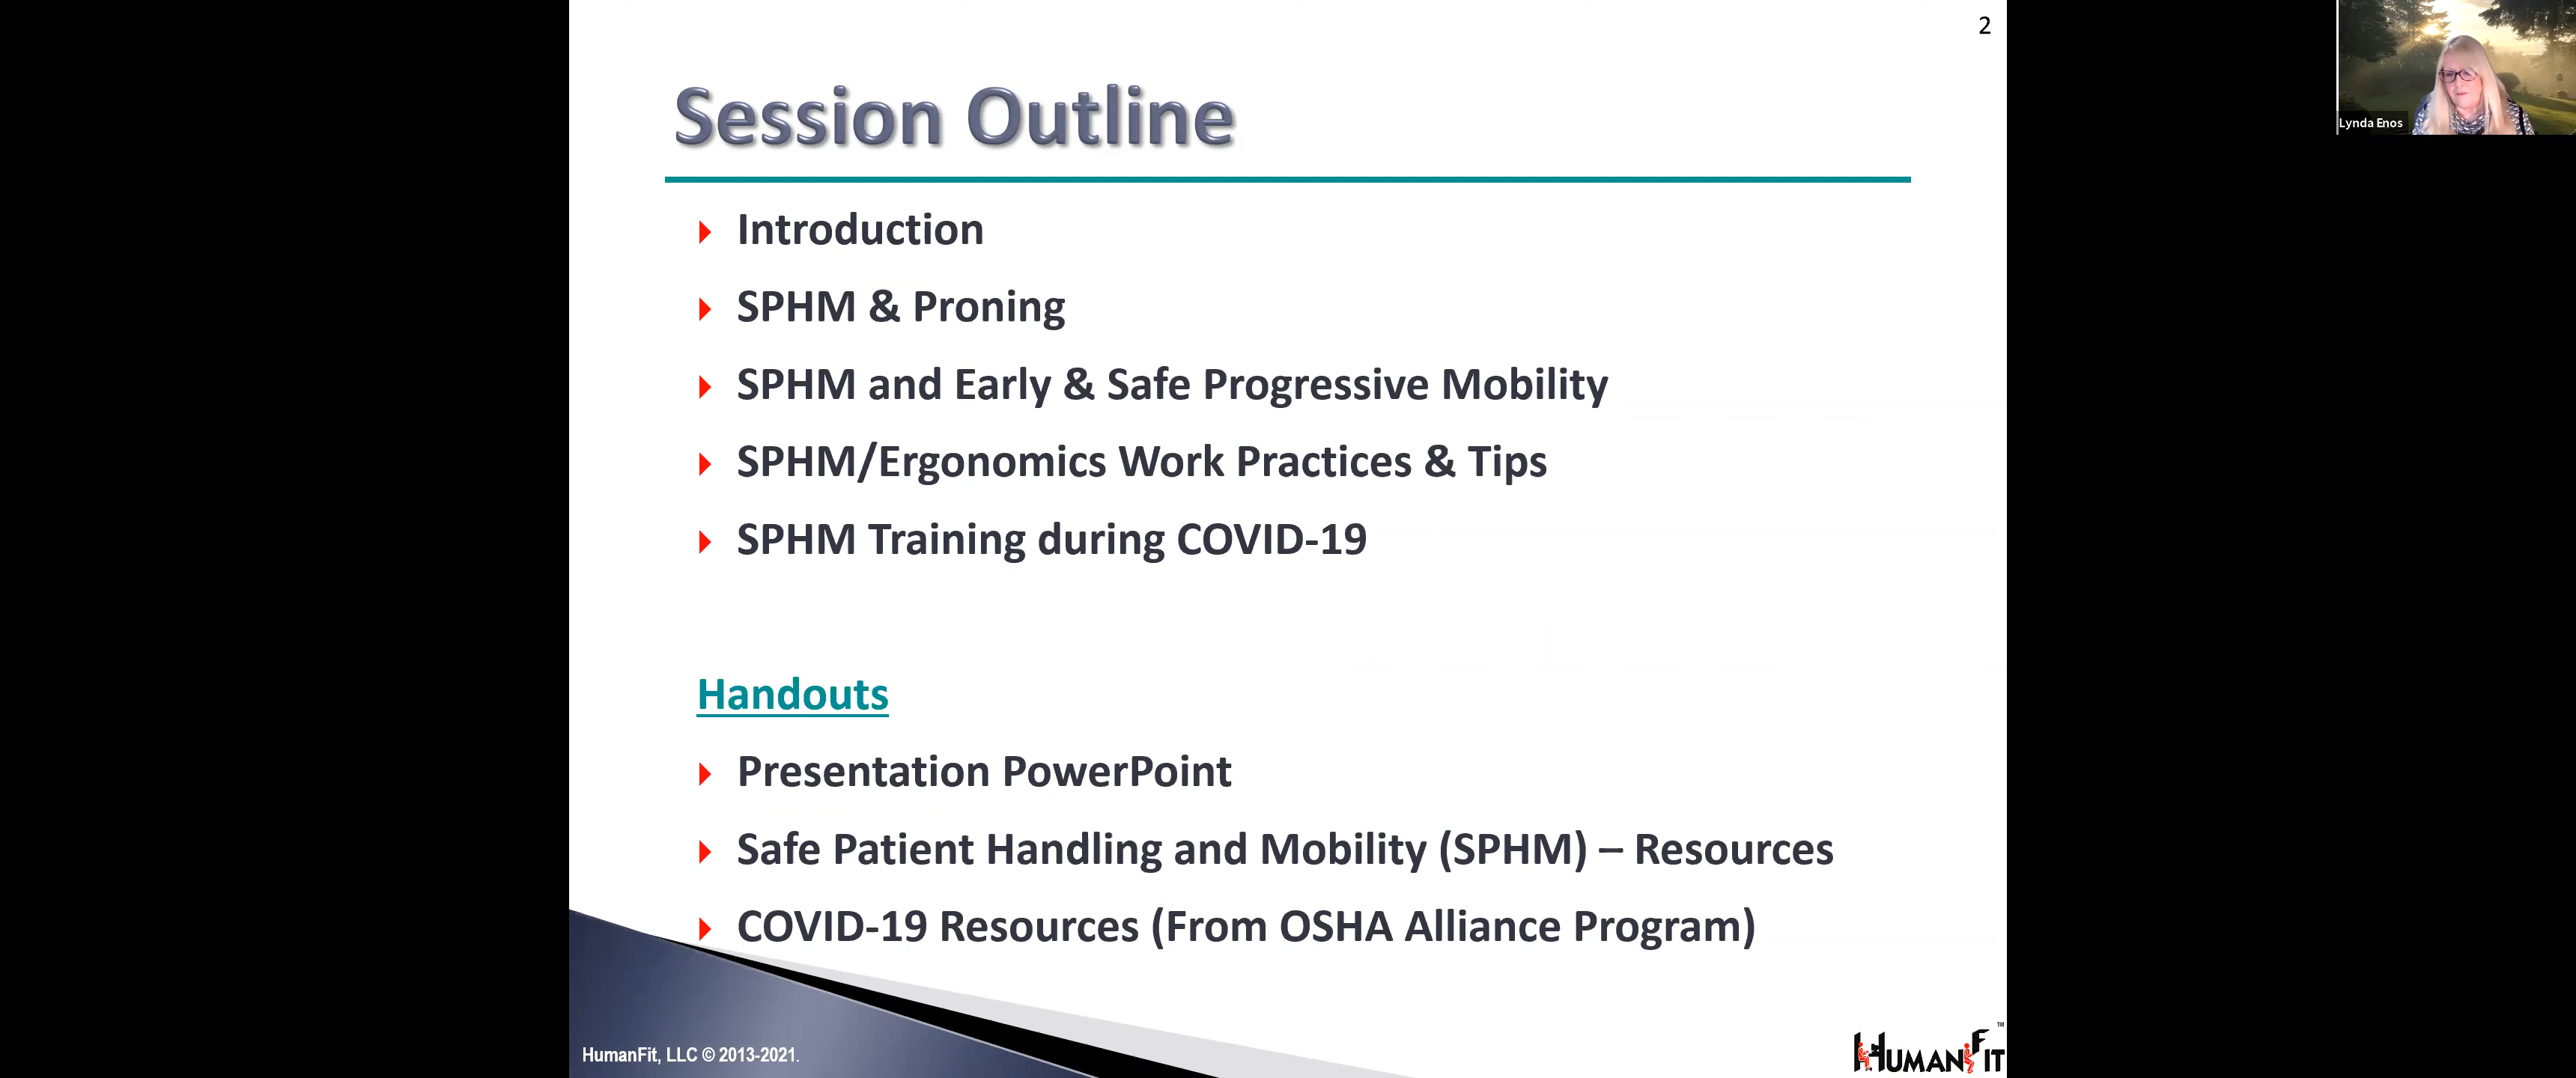 2
Session Outline
Introduction
SPHM & Proning
SPHM and Early & Safe Progressive Mobility
SPHM/Ergonomics Work Practices & Tips
SPHM Training during COVID-19
Handouts
Presentation PowerPoint
Safe Patient Handling and Mobility (SPHM) – Resources
COVID-19 Resources (From OSHA Alliance Program)
HumanFit, LLC © 2013-2021.
HUMANFIT™
Lynda Enos